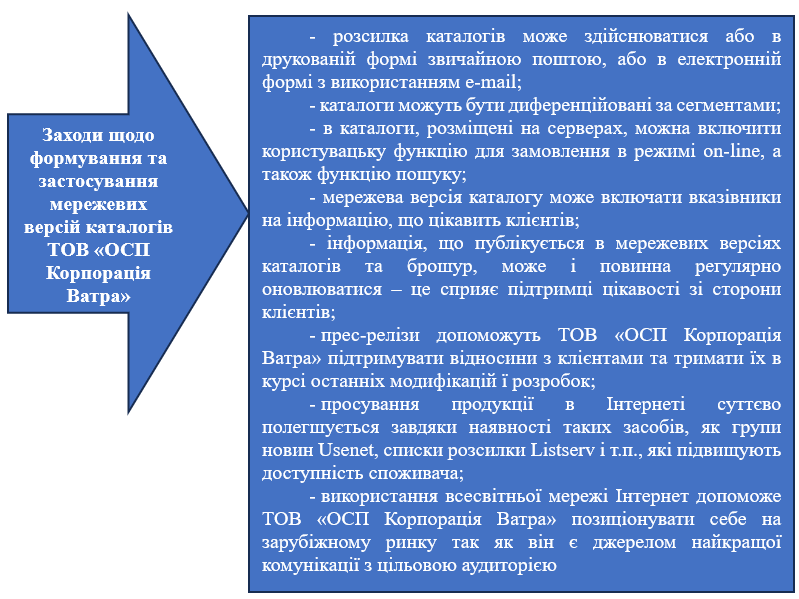 Заходи щодо
формування та
застосування
мережевих
версій каталогів
ТОВ «ОСП
Корпорація
Ватра»
- розсилка каталогів може здійснюватися або в
друкованій формі звичайною поштою, або в електронній
формі з використанням e-mail;
- каталоги можуть бути диференційовані за сегментами;
- в каталоги, розміщені на серверах, можна включити
користувацьку функцію для замовлення в режимі on-line, а
також функцію пошуку;
- мережева версія каталогу може включати вказівники
на інформацію, що цікавить клієнтів;
- інформація, що публікується в мережевих версіях
каталогів та брошур, може і повинна регулярно
оновлюватися – це сприяє підтримці цікавості зі сторони
клієнтів;
- прес-релізи допоможуть ТОВ «ОСП Корпорація
Ватра» підтримувати відносини з клієнтами та тримати їх в
курсі останніх модифікацій ї розробок;
- просування продукції в Інтернеті суттєво
полегшується завдяки наявності таких засобів, як групи
новин Usenet, списки розсилки Listserv і т.п., які підвищують
доступність споживача;
- використання всесвітньої мережі Інтернет допоможе
ТОВ «ОСП Корпорація Ватра» позиціонувати себе на
зарубіжному ринку так як він є джерелом найкращої
комунікації з цільовою аудиторією